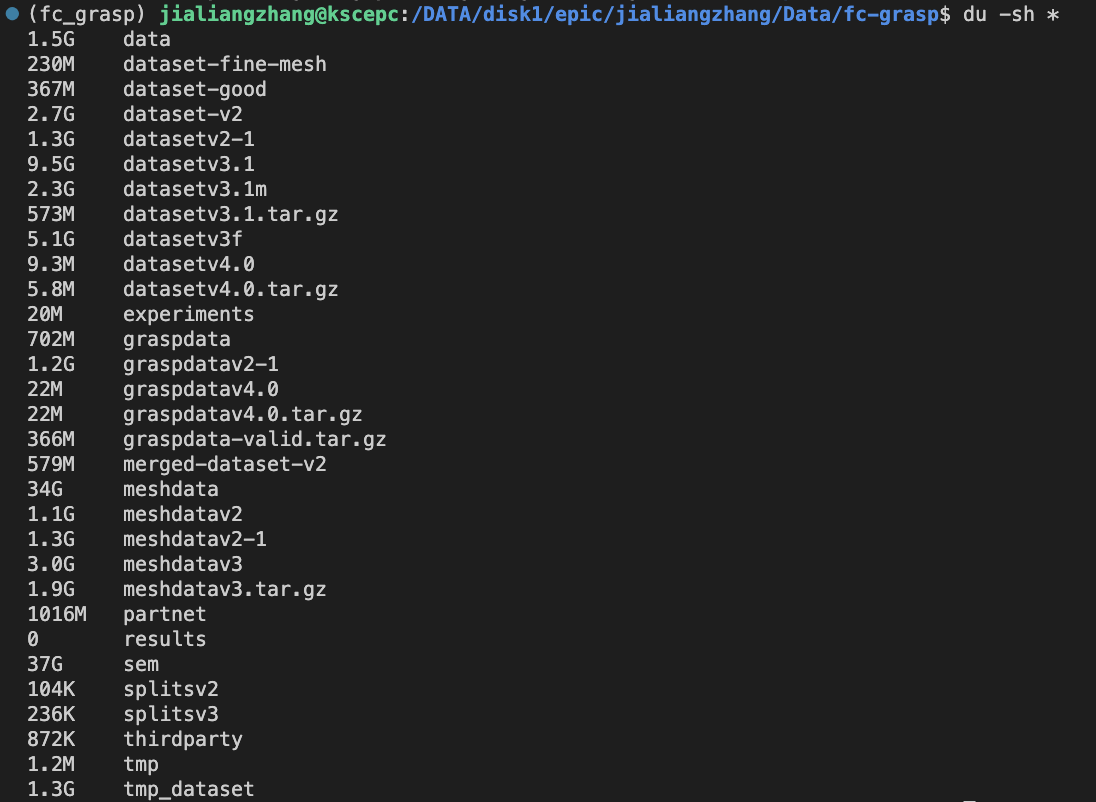 (fc_grasp) jialiangzhang@kscepc:/DATA/disk1/epic/jialiangzhang/Data/fc-grasp$ du -sh *
1.5G data
230M dataset-fine-mesh
367M dataset-good
2.7G dataset-v2
1.3G datasetv2-1
9.5G datasetv3.1
2.3G datasetv3.1m
573M datasetv3.1.tar.gz
5.1G datasetv3f
9.3M datasetv4.0
5.8M datasetv4.0.tar.gz
20M experiments
702M graspdata
1.2G graspdatav2-1
22M graspdatav4.0
22M graspdatav4.0.tar.gz
366M graspdata-valid.tar.gz
579M merged-dataset-v2
34G meshdata
1.1G meshdatav2
1.3G meshdatav2-1
3.0G meshdatav3
1.9G meshdatav3.tar.gz
1016M partnet
0 results
37G sem
104K splitsv2
236K splitsv3
872K thirdparty
1.2M tmp
1.3G tmp_dataset